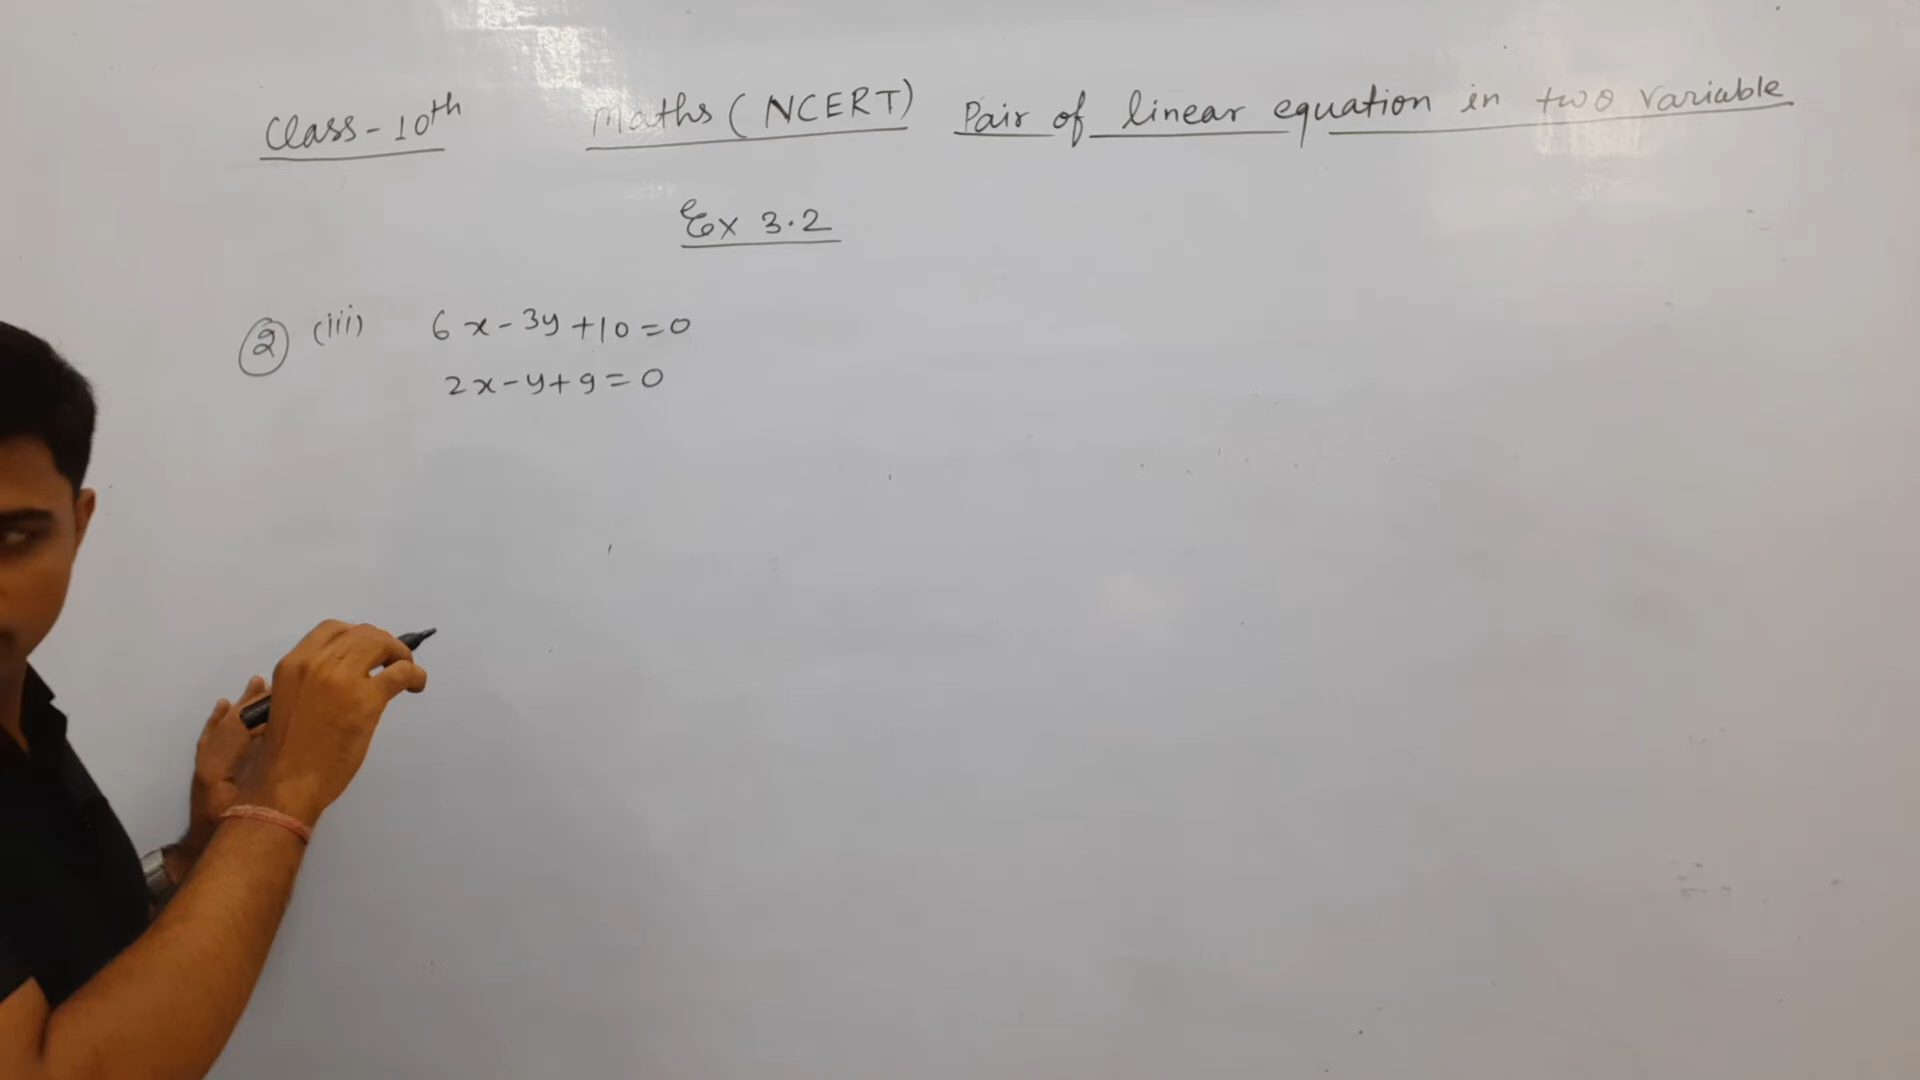 Class - 10th Maths (NCERT) Pair of linear equation in two variable
Ex 3.2
② (iii) 6x - 3y + 10 = 0
2x - y + 9 = 0